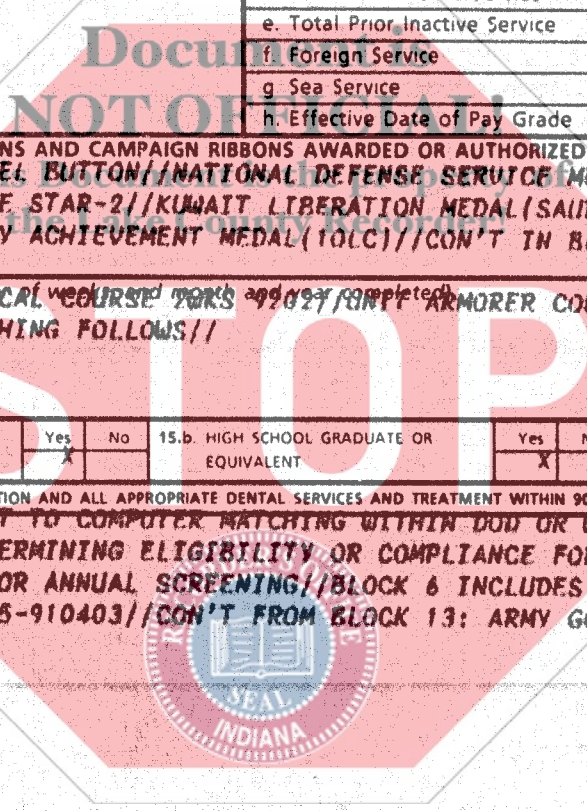 e. Total Prior Inactive Service
f. Foreign Service
g. Sea Service
h. Effective Date of Pay Grade
Document is
NOT OFFICIAL!
This Document is the property of
the Lake County Recorder!
NS AND CAMPAIGN RIBBONS AWARDED OR AUTHORIZED
EL BUTTON//NATIONAL DEFENSE SERVICE M
E STAR-2//KUWAIT LIBERATION MEDAL(SAU
Y ACHIEVEMENT MEDAL(1OLC)//CON'T IN B
of weeks and month and year completed)
CAL COURSE 7WKS 9202//UNIT ARMORER COU
HING FOLLOWS//
STOP
Yes No 15.b. HIGH SCHOOL GRADUATE OR Yes N
X EQUIVALENT X
TION AND ALL APPROPRIATE DENTAL SERVICES AND TREATMENT WITHIN 90
T TO COMPUTER MATCHING WITHIN DOD OR
ERMINING ELIGIBILITY OR COMPLIANCE FO
OR ANNUAL SCREENING//BLOCK 6 INCLUDES
5-910403//CON'T FROM BLOCK 13: ARMY G
RECORDER'S OFFICE
SEAL
INDIANA